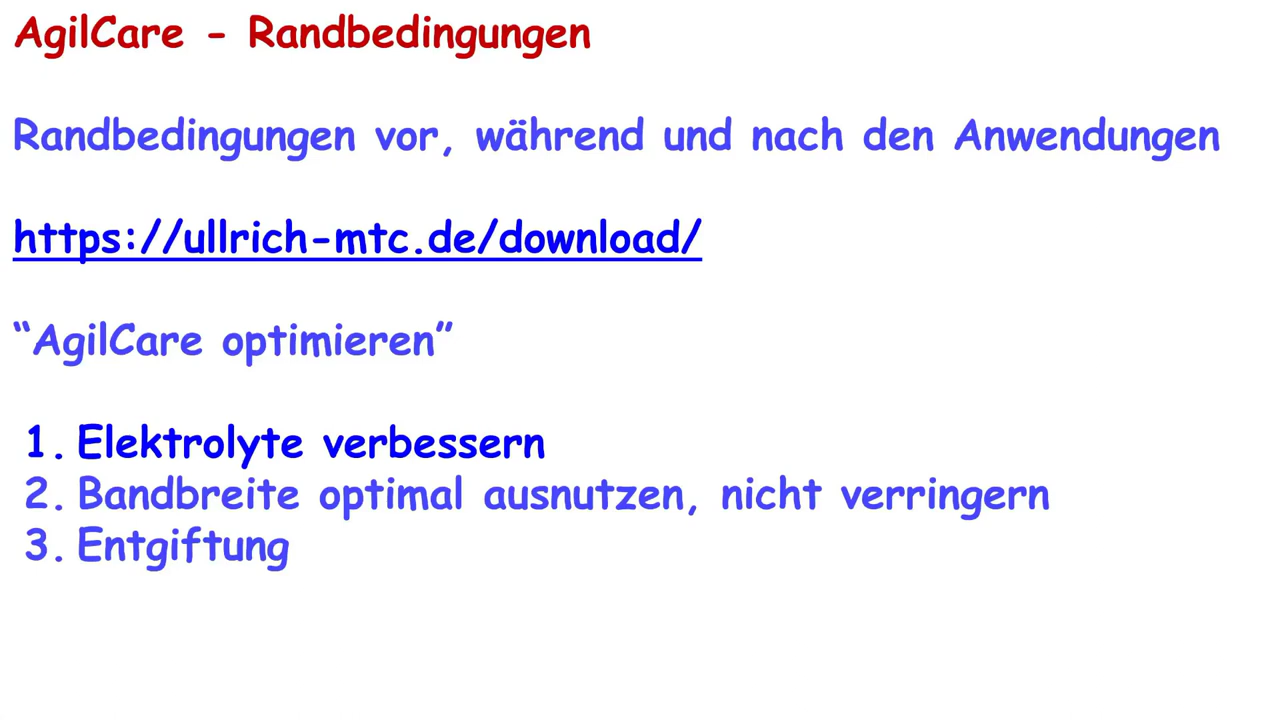 AgilCare - Randbedingungen
Randbedingungen vor, während und nach den Anwendungen
https://ullrich-mtc.de/download/
“AgilCare optimieren”
1. Elektrolyte verbessern
2. Bandbreite optimal ausnutzen, nicht verringern
3. Entgiftung